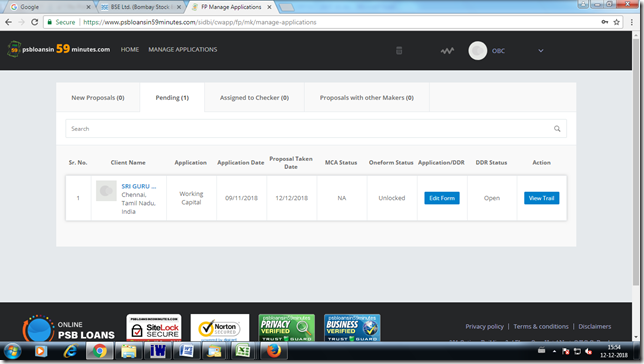 Google
BSE Ltd. (Bombay Stock E
FP Manage Applications
Secure
https://www.psbloansin59minutes.com/sidbi/cwapp/fp/mk/manage-applications
59
psbloansin 59 minutes.com
HOME
MANAGE APPLICATIONS
OBC
New Proposals (0)
Pending (1)
Assigned to Checker (0)
Proposals with other Makers (0)
Search
Sr. No.
Client Name
Application
Application Date
Proposal Taken
Date
MCA Status
Oneform Status
Application/DDR
DDR Status
Action
1
SRI GURU ...
Chennai,
Tamil Nadu,
India
Working
Capital
09/11/2018
12/12/2018
NA
Unlocked
Edit Form
Open
View Trail
ONLINE
PSB LOANS
PSBLOANSIN59MINUTES.COM
SiteLock
SECURE
Norton
SECURED
psbloansin59minutes
PRIVACY
VERIFIED
TRUST GUARD
psbloansin59minutes
BUSINESS
VERIFIED
TRUST GUARD
Privacy policy | Terms & conditions | Disclaimers
15:54
12-12-2018